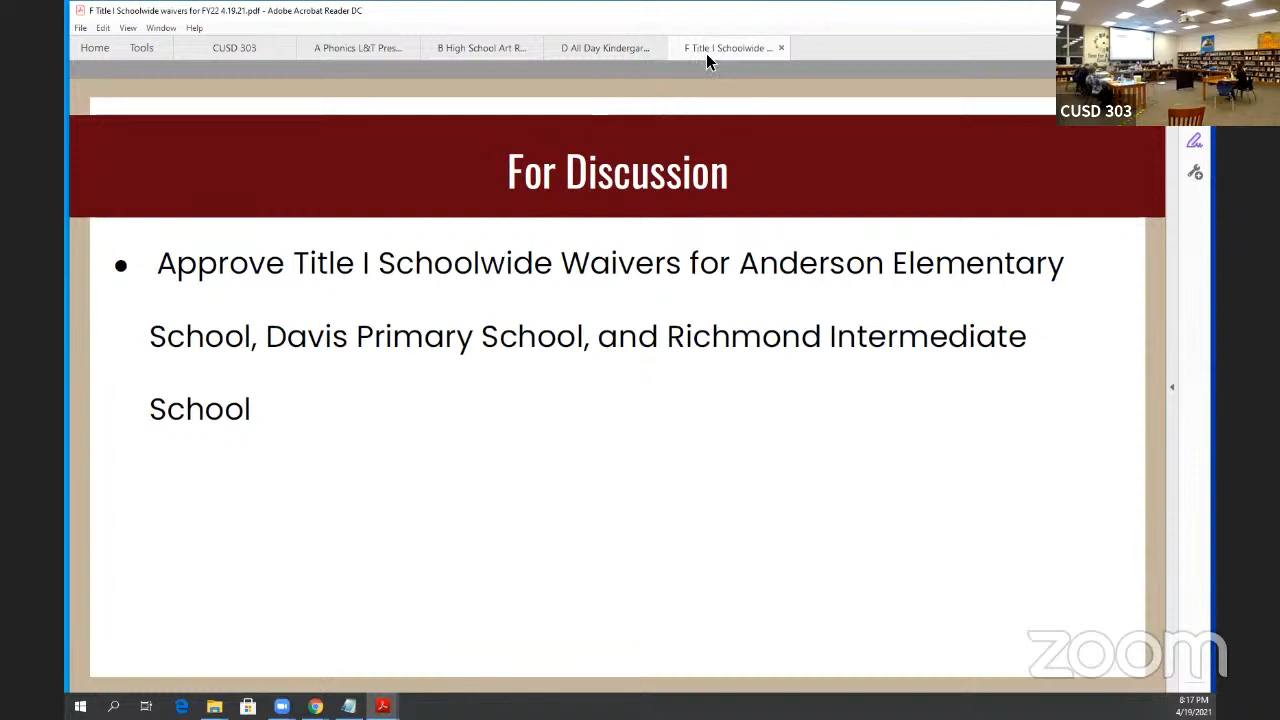 F Title I Schoolwide waivers for FY22 4.19.21.pdf - Adobe Acrobat Reader DC
File Edit View Window Help
Home Tools CUSD 303 A Phonics L&F Pres... B High School Art R... D All Day Kindergar... F Title I Schoolwide ... ×
CUSD 303
For Discussion
● Approve Title I Schoolwide Waivers for Anderson Elementary
School, Davis Primary School, and Richmond Intermediate
School
zoom
8:17 PM
4/19/2021